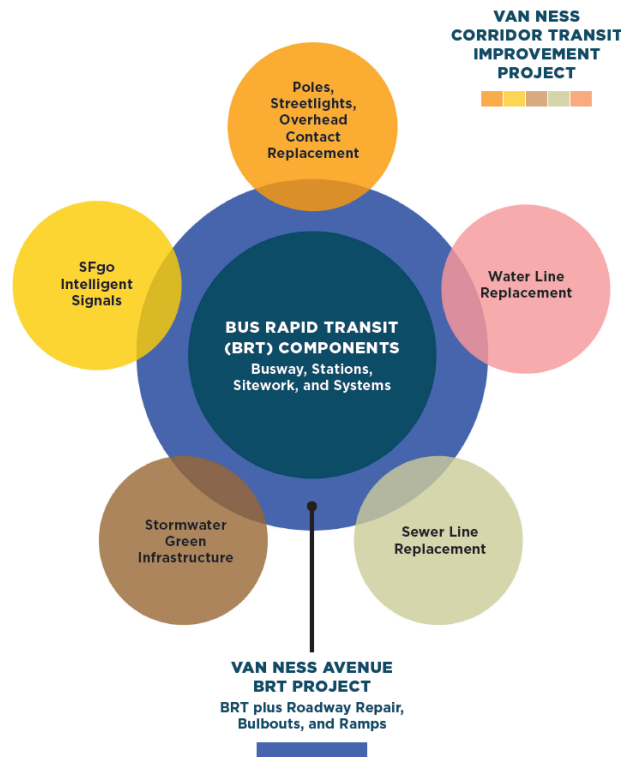 VAN NESS
CORRIDOR TRANSIT
IMPROVEMENT
PROJECT
Poles,
Streetlights,
Overhead
Contact
Replacement
SFgo
Intelligent
Signals
Water Line
Replacement
BUS RAPID TRANSIT
(BRT) COMPONENTS
Busway, Stations,
Sitework, and Systems
Stormwater
Green
Infrastructure
Sewer Line
Replacement
VAN NESS AVENUE
BRT PROJECT
BRT plus Roadway Repair,
Bulbouts, and Ramps